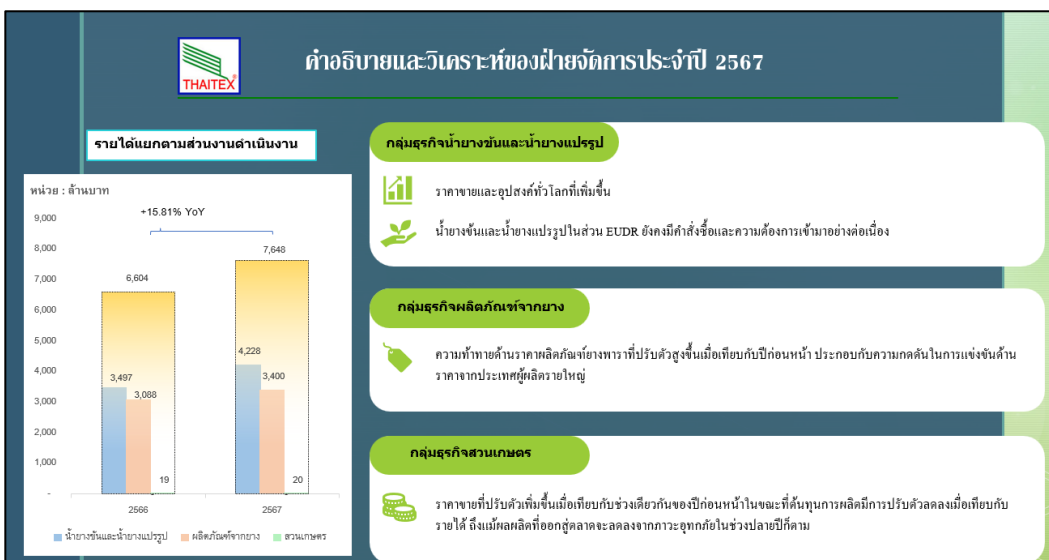 THAITEX®
คำอธิบายและวิเคราะห์ของฝ่ายจัดการประจำปี 2567
รายได้แยกตามส่วนงานดำเนินงาน
หน่วย : ล้านบาท
+15.81% YoY
9,000
8,000
7,000
6,000
5,000
4,000
3,000
2,000
1,000
-
6,604
3,497
3,088
19
7,648
4,228
3,400
20
2566
2567
น้ำยางข้นและน้ำยางแปรรูป
ผลิตภัณฑ์จากยาง
สวนเกษตร
กลุ่มธุรกิจน้ำยางข้นและน้ำยางแปรรูป
ราคาขายและอุปสงค์ทั่วโลกที่เพิ่มขึ้น
น้ำยางข้นและน้ำยางแปรรูปในส่วน EUDR ยังคงมีคำสั่งซื้อและความต้องการเข้ามาอย่างต่อเนื่อง
กลุ่มธุรกิจผลิตภัณฑ์จากยาง
ความท้าทายด้านราคาผลิตภัณฑ์ยางพาราที่ปรับตัวสูงขึ้นเมื่อเทียบกับปีก่อนหน้า ประกอบกับความกดดันในการแข่งขันด้าน
ราคาจากประเทศผู้ผลิตรายใหญ่
กลุ่มธุรกิจสวนเกษตร
ราคาขายที่ปรับตัวเพิ่มขึ้นเมื่อเทียบกับช่วงเดียวกันของปีก่อนหน้าในขณะที่ต้นทุนการผลิตมีการปรับตัวลดลงเมื่อเทียบกับ
รายได้ ถึงแม้ผลผลิตที่ออกสู่ตลาดจะลดลงจากภาวะอุทกภัยในช่วงปลายปีก็ตาม